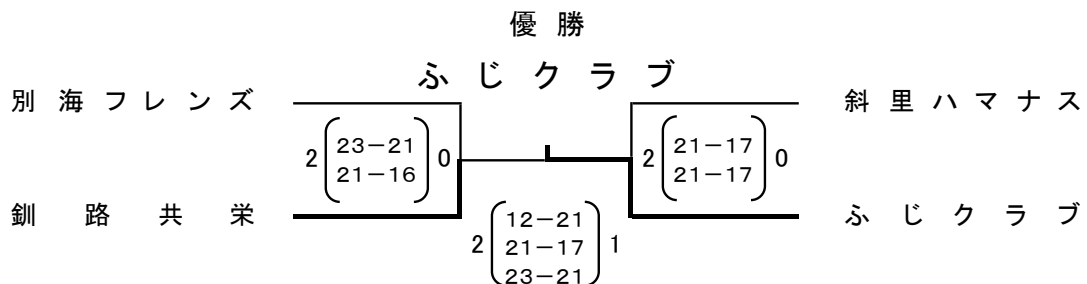 優勝
ふじクラブ
別海フレンズ 斜里ハマナス
2 23－21 0 2 21－17 0
21－16 21－17
釧路共栄 ふじクラブ
12－21
2 21－17 1
23－21